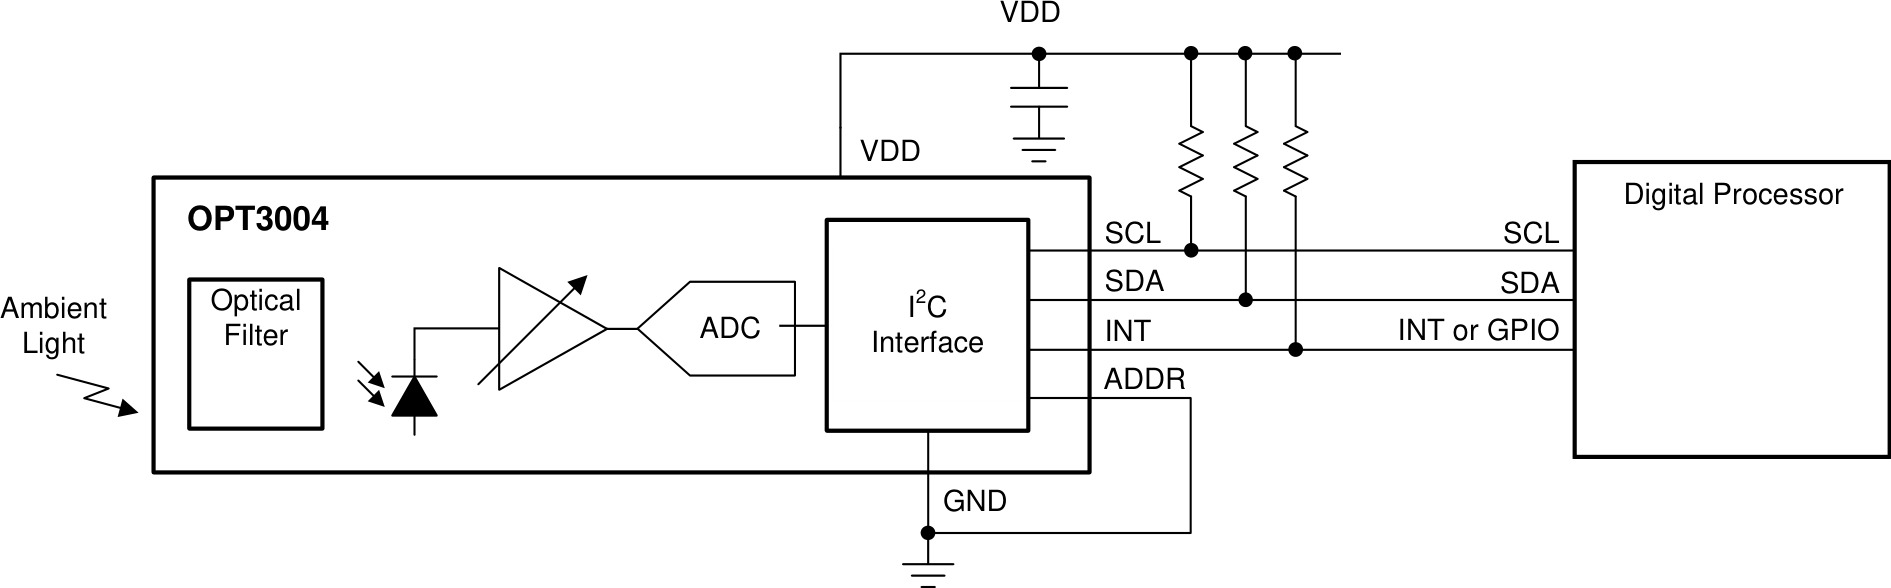 VDD
VDD
OPT3004
SCL
SCL
Digital Processor
SDA
SDA
Optical
Filter
Ambient
Light
ADC
I²C
Interface
INT
INT or GPIO
ADDR
GND